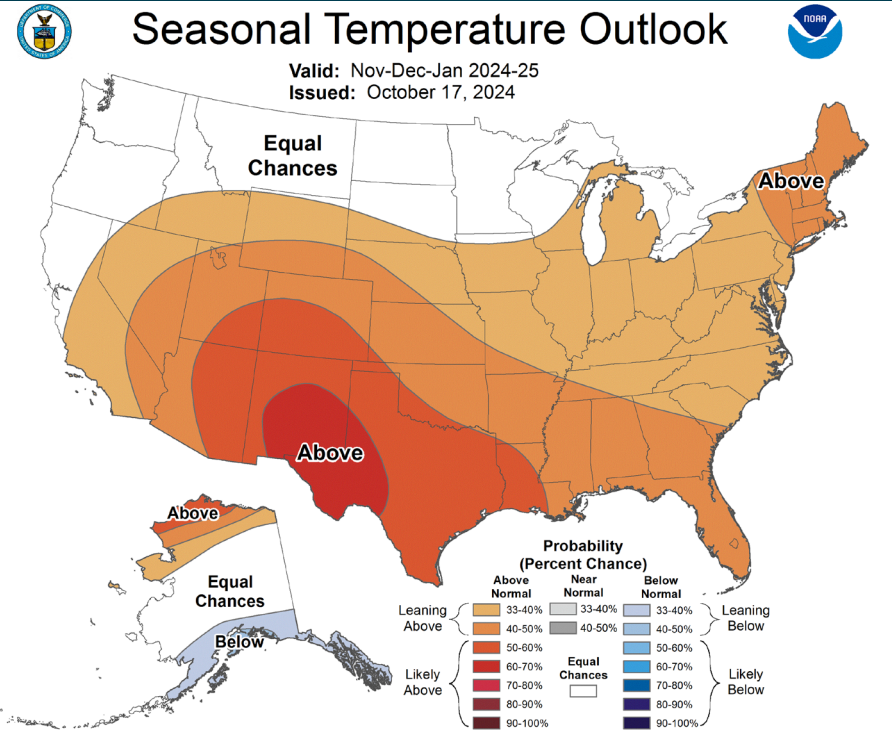 Seasonal Temperature Outlook
NOAA
Valid: Nov-Dec-Jan 2024-25
Issued: October 17, 2024
Equal
Chances
Above
Above
Above
Equal
Chances
Below
Probability
(Percent Chance)
Above
Normal
Near
Normal
Below
Normal
Leaning
Above
33-40%
40-50%
33-40%
40-50%
33-40%
40-50%
Leaning
Below
Likely
Above
50-60%
60-70%
70-80%
80-90%
90-100%
Equal
Chances
50-60%
60-70%
70-80%
80-90%
90-100%
Likely
Below